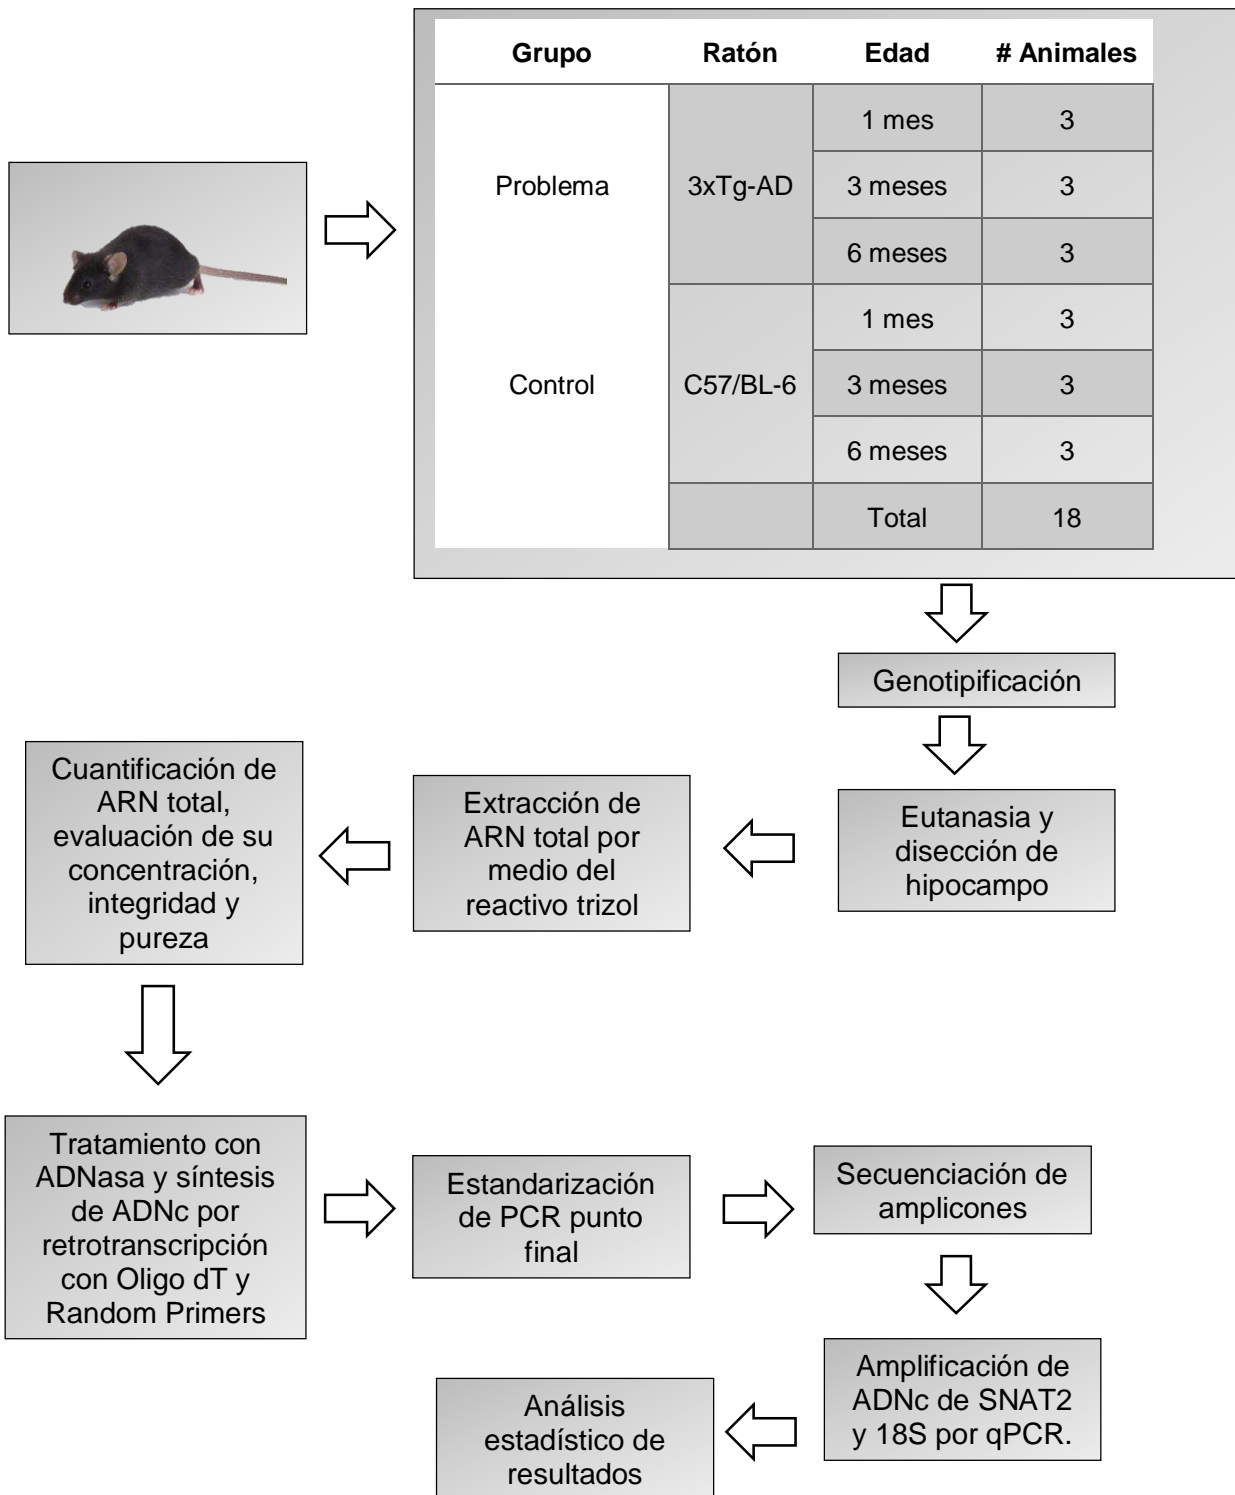 Grupo Ratón Edad # Animales
1 mes 3
Problema 3xTg-AD 3 meses 3
6 meses 3
1 mes 3
Control C57/BL-6 3 meses 3
6 meses 3
Total 18
Genotipificación
Eutanasia y
disección de
hipocampo
Extracción de
ARN total por
medio del
reactivo trizol
Cuantificación de
ARN total,
evaluación de su
concentración,
integridad y
pureza
Tratamiento con
ADNasa y síntesis
de ADNc por
retrotranscripción
con Oligo dT y
Random Primers
Estandarización
de PCR punto
final
Secuenciación de
amplicones
Amplificación de
ADNc de SNAT2
y 18S por qPCR.
Análisis
estadístico de
resultados